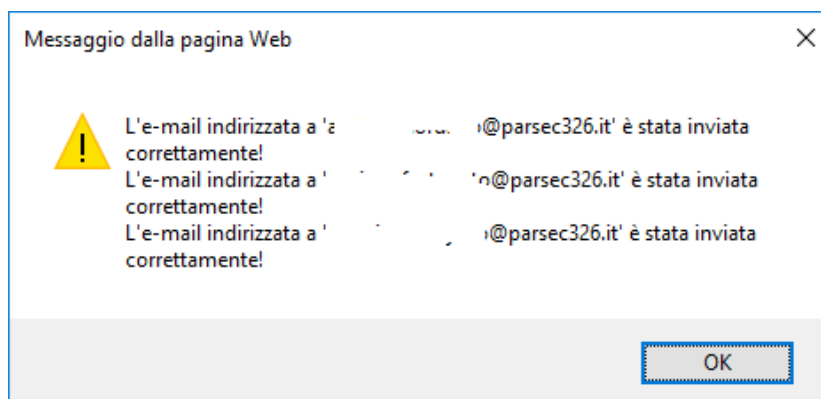 Messaggio dalla pagina Web
L'e-mail indirizzata a 'a @parsec326.it' è stata inviata
correttamente!
L'e-mail indirizzata a ' @parsec326.it' è stata inviata
correttamente!
L'e-mail indirizzata a ' @parsec326.it' è stata inviata
correttamente!
OK